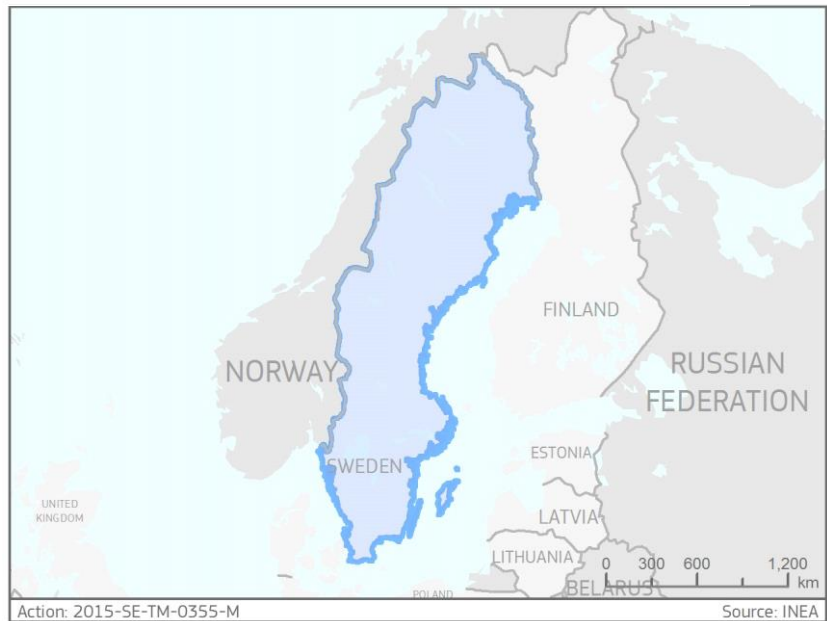 FINLAND
NORWAY
RUSSIAN
FEDERATION
ESTONIA
SWEDEN
UNITED
KINGDOM
LATVIA
LITHUANIA
0 300 600 1,200
km
BELARUS
POLAND
Action: 2015-SE-TM-0355-M
Source: INEA